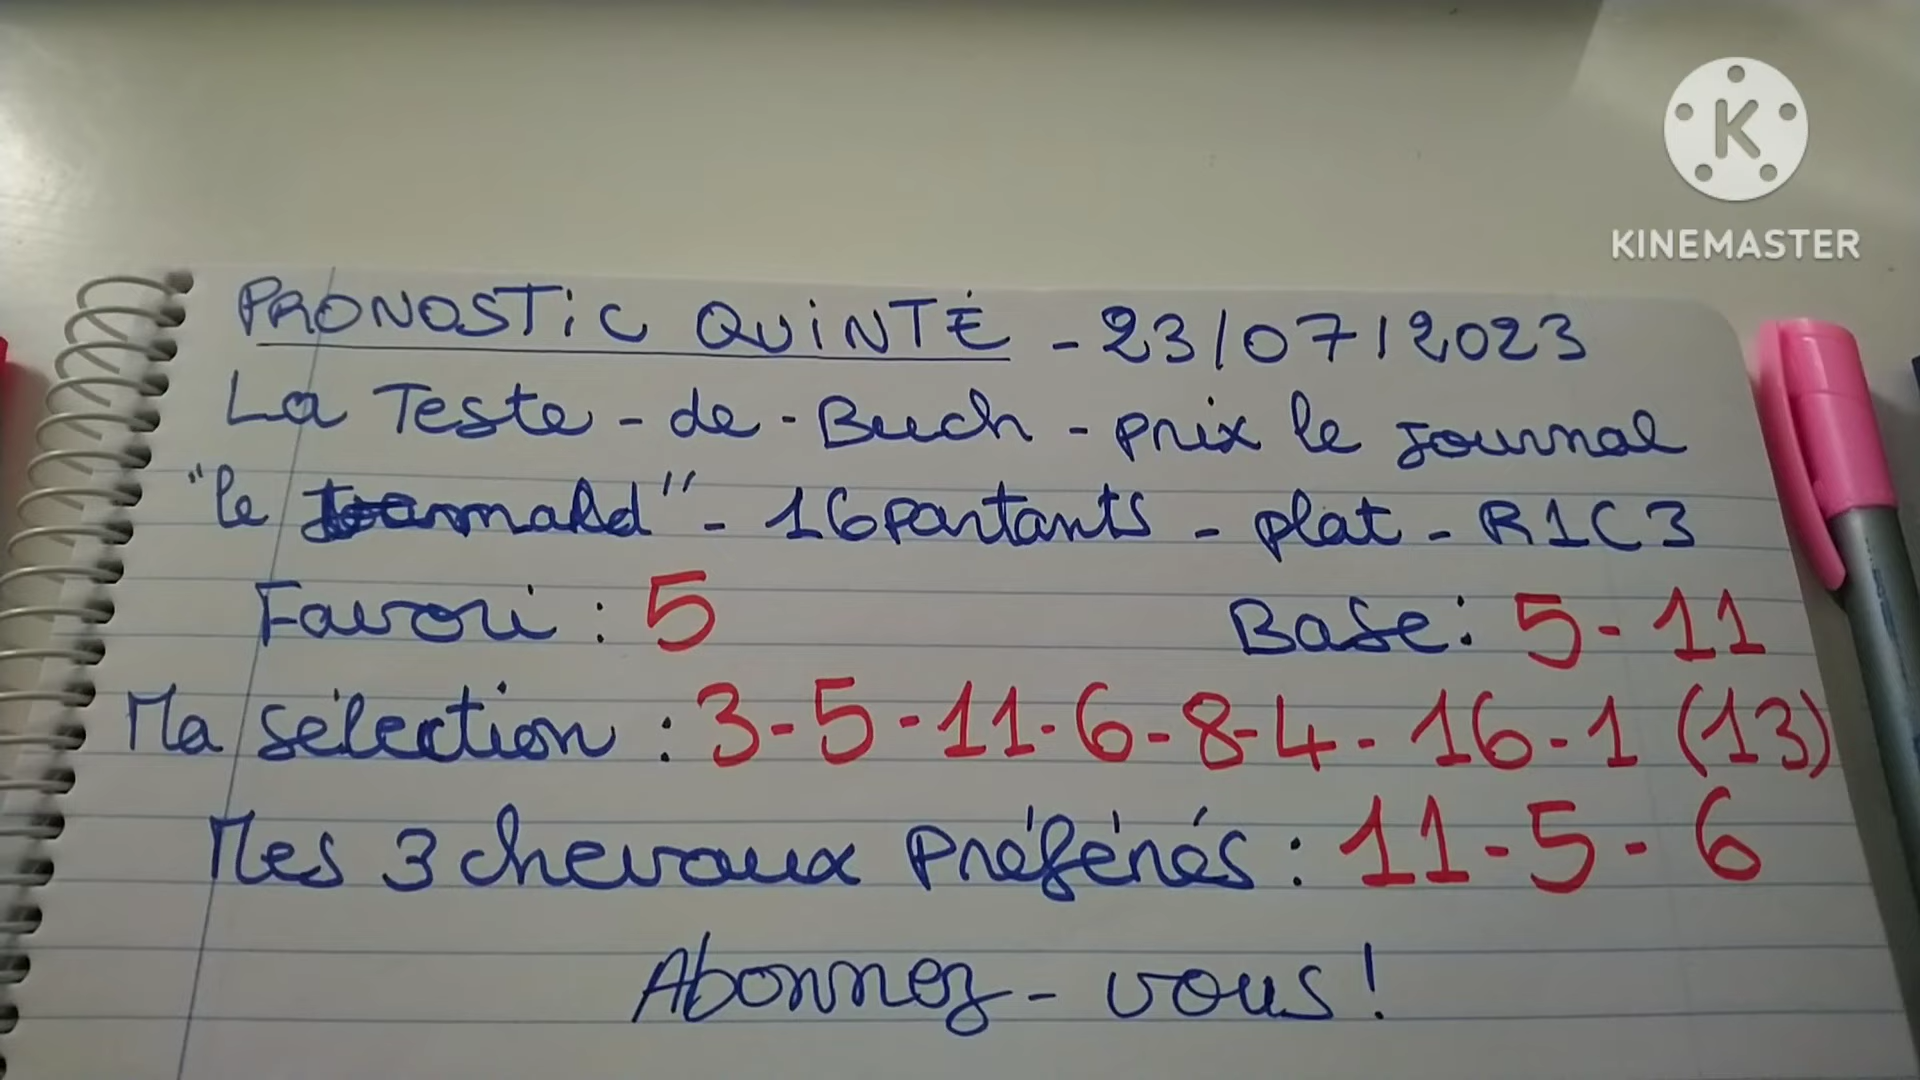 K
KINEMASTER
PRONOSTIC QUINTÉ - 23/07/2023
La Teste-de-Buch - prix le journal
"le " - 16 partants - plat - R1C3
Favori : 5 Base : 5 - 11
Ma sélection : 3 - 5 - 11 - 6 - 8 - 4 - 16 - 1 (13)
Mes 3 chevaux préférés : 11 - 5 - 6
Abonnez-vous !